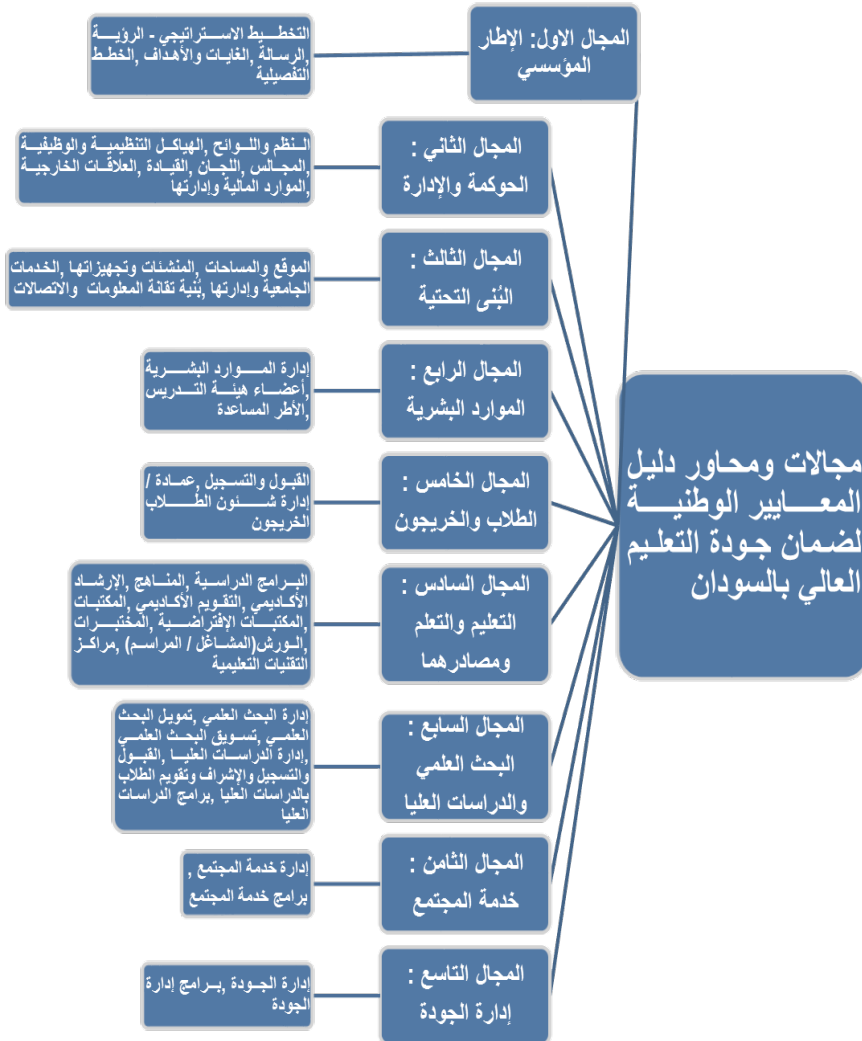 مجالات ومحاور دليل
المعايير الوطنية
لضمان جودة التعليم
العالي بالسودان
المجال الاول: الإطار
المؤسسي
التخطيط الاستراتيجي - الرؤية
,الرسالة ,الغايات والأهداف ,الخطط
التفصيلية
المجال الثاني :
الحوكمة والإدارة
النظم واللوائح ,الهياكل التنظيمية والوظيفية
,المجالس ,اللجان ,القيادة ,العلاقات الخارجية
,الموارد المالية وإدارتها
المجال الثالث :
البُنى التحتية
الموقع والمساحات ,المنشئات وتجهيزاتها ,الخدمات
الجامعية وإدارتها ,بُنية تقانة المعلومات والاتصالات
المجال الرابع :
الموارد البشرية
إدارة الموارد البشرية
,أعضاء هيئة التدريس
,الأطر المساعدة
المجال الخامس :
الطلاب والخريجون
القبول والتسجيل ,عمادة /
إدارة شئون الطلاب
الخريجون
المجال السادس :
التعليم والتعلم
ومصادرهما
البرامج الدراسية ,المناهج ,الإرشاد
الأكاديمي ,التقويم الأكاديمي ,المكتبات
,المكتبات الإفتراضية ,المختبرات
,الورش(المشاغل / المراسم) ,مراكز
التقنيات التعليمية
المجال السابع :
البحث العلمي
والدراسات العليا
إدارة البحث العلمي ,تمويل البحث
العلمي ,تسويق البحث العلمي
,إدارة الدراسات العليا ,القبول
والتسجيل والإشراف وتقويم الطلاب
بالدراسات العليا ,برامج الدراسات
العليا
المجال الثامن :
خدمة المجتمع
إدارة خدمة المجتمع ,
برامج خدمة المجتمع
المجال التاسع :
إدارة الجودة
إدارة الجودة ,برامج إدارة
الجودة